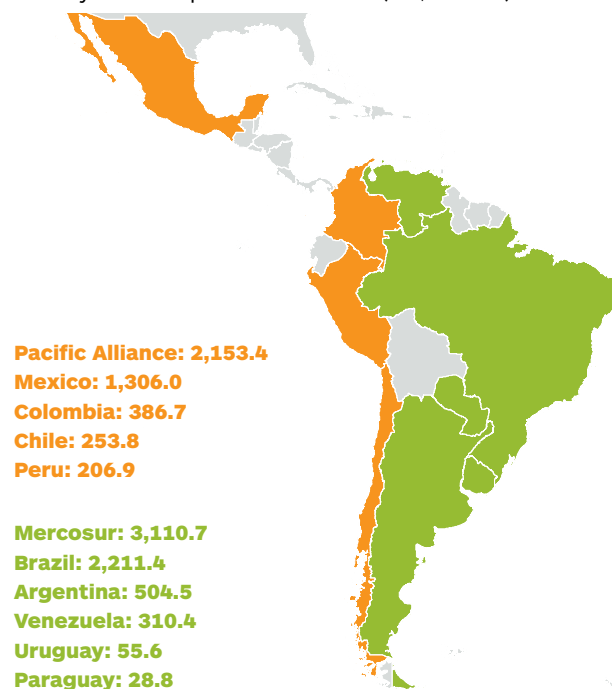 Pacific Alliance: 2,153.4
Mexico: 1,306.0
Colombia: 386.7
Chile: 253.8
Peru: 206.9
Mercosur: 3,110.7
Brazil: 2,211.4
Argentina: 504.5
Venezuela: 310.4
Uruguay: 55.6
Paraguay: 28.8